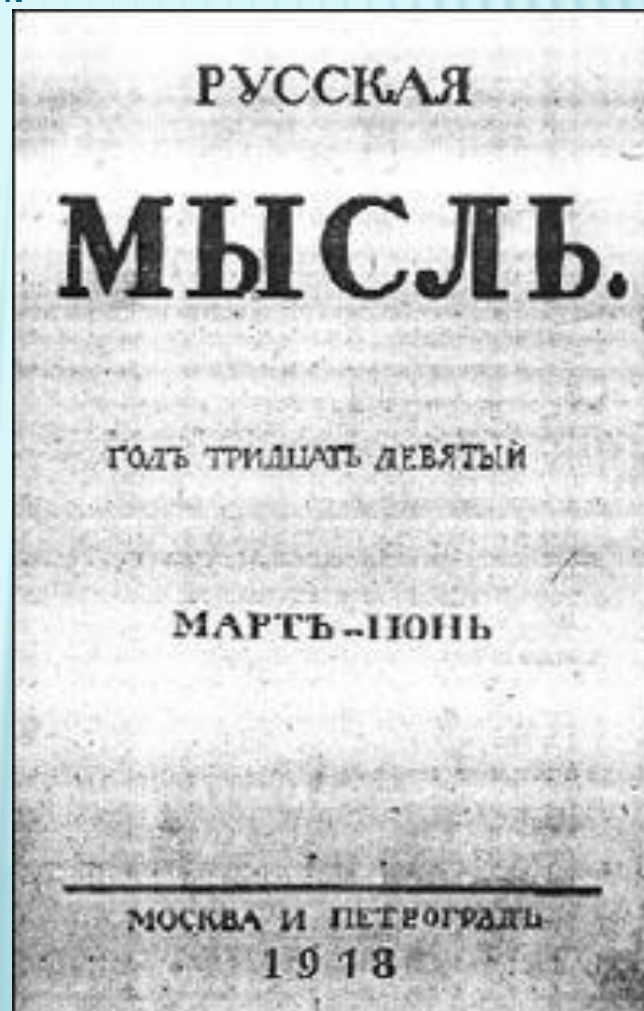 РУССКАЯ
МЫСЛЬ.
ГОДЪ ТРИДЦАТЬ ДЕВЯТЫЙ
МАРТЪ-ІЮНЬ
МОСКВА И ПЕТРОГРАДЪ
1918